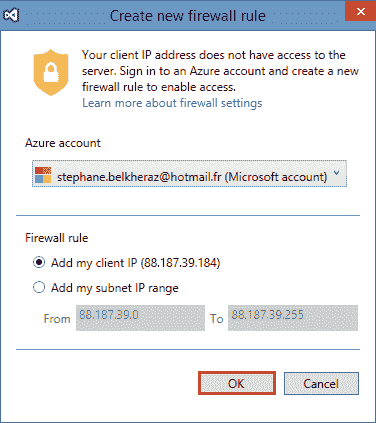 Create new firewall rule
Your client IP address does not have access to the
server. Sign in to an Azure account and create a new
firewall rule to enable access.
Learn more about firewall settings
Azure account
stephane.belkheraz@hotmail.fr (Microsoft account)
Firewall rule
Add my client IP (88.187.39.184)
Add my subnet IP range
From 88.187.39.0 To 88.187.39.255
OK Cancel